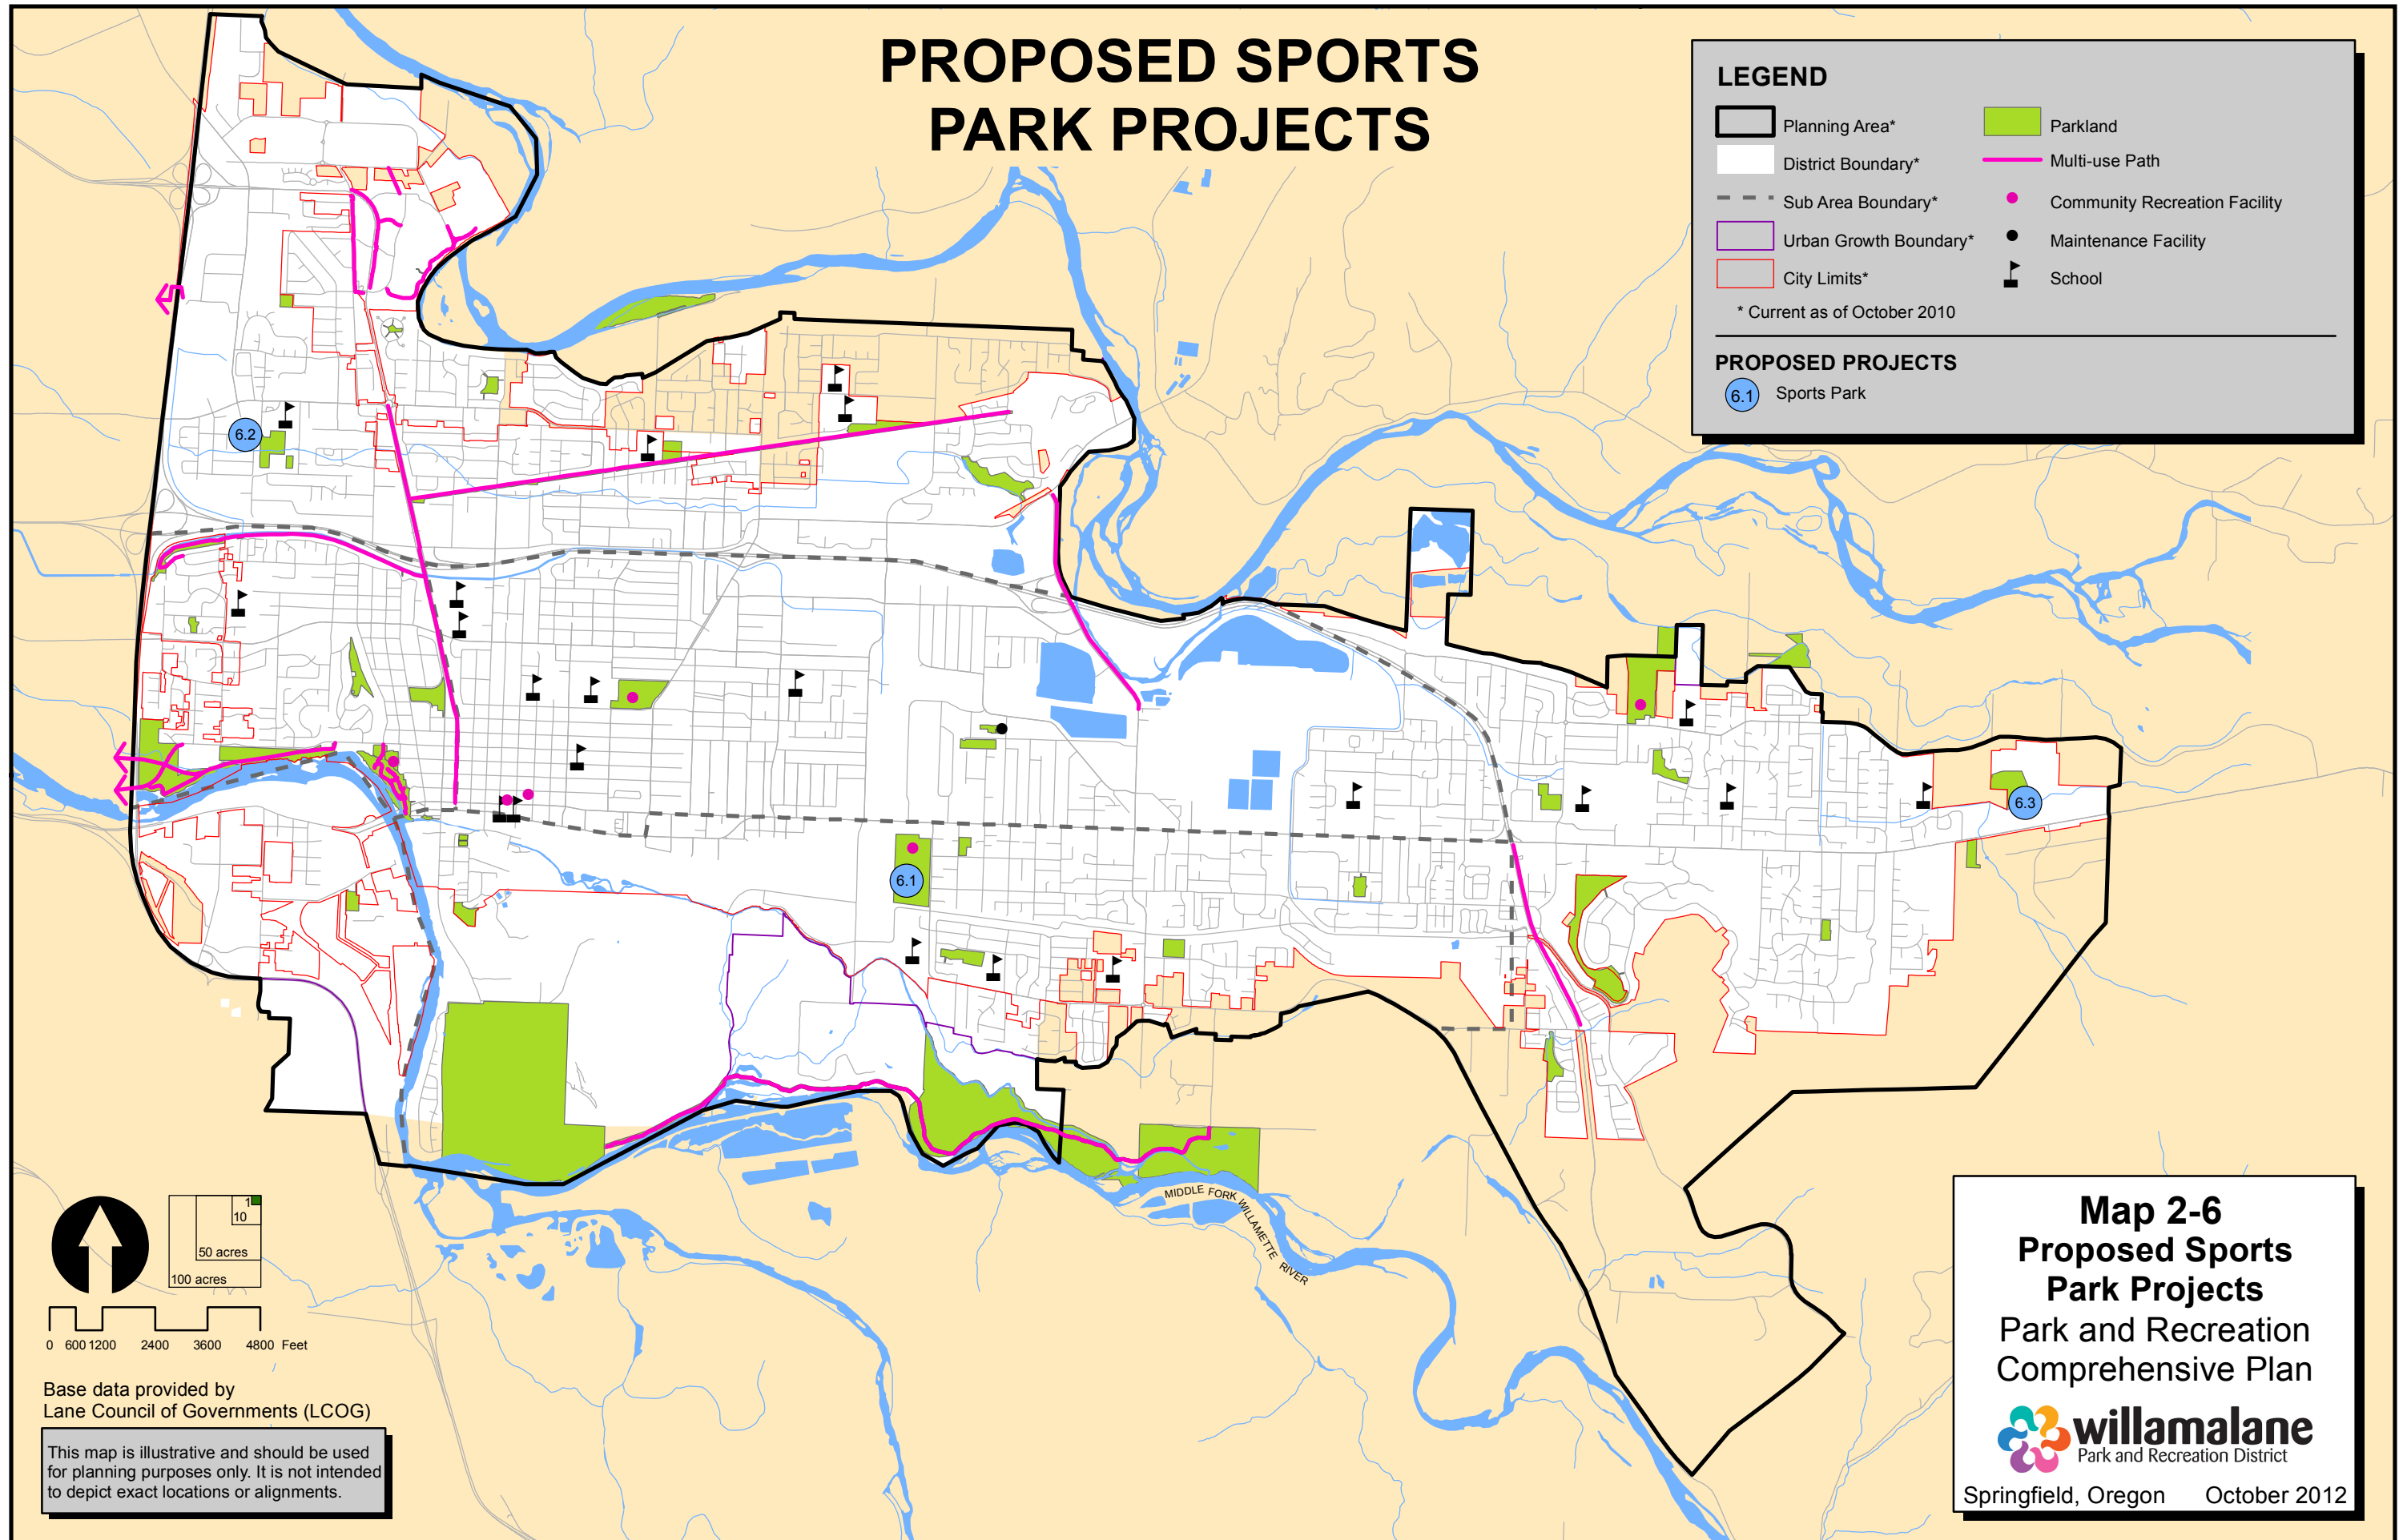 PROPOSED SPORTS
PARK PROJECTS
LEGEND
Planning Area*
District Boundary*
Sub Area Boundary*
Urban Growth Boundary*
City Limits*
* Current as of October 2010
Parkland
Multi-use Path
Community Recreation Facility
Maintenance Facility
School
PROPOSED PROJECTS
6.1 Sports Park
6.2
6.3
6.1
MIDDLE FORK WILLAMETTE RIVER
1
10
50 acres
100 acres
0 600 1200 2400 3600 4800 Feet
Base data provided by
Lane Council of Governments (LCOG)
This map is illustrative and should be used
for planning purposes only. It is not intended
to depict exact locations or alignments.
Map 2-6
Proposed Sports
Park Projects
Park and Recreation
Comprehensive Plan
willamalane
Park and Recreation District
Springfield, Oregon October 2012